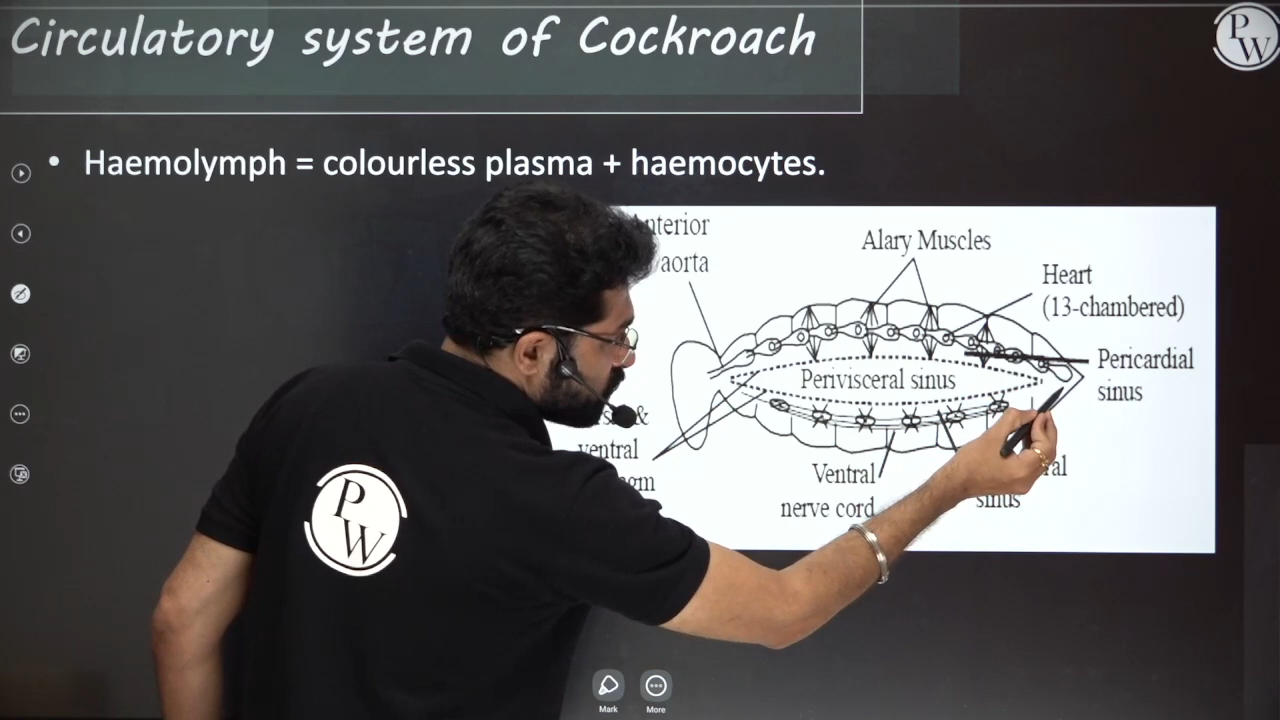 Circulatory system of Cockroach
P
W
• Haemolymph = colourless plasma + haemocytes.
aorta
Alary Muscles
Heart
(13-chambered)
Pericardial
sinus
Perivisceral sinus
&
ventral
Ventral
nerve cord
sinus
P
W
Mark
More